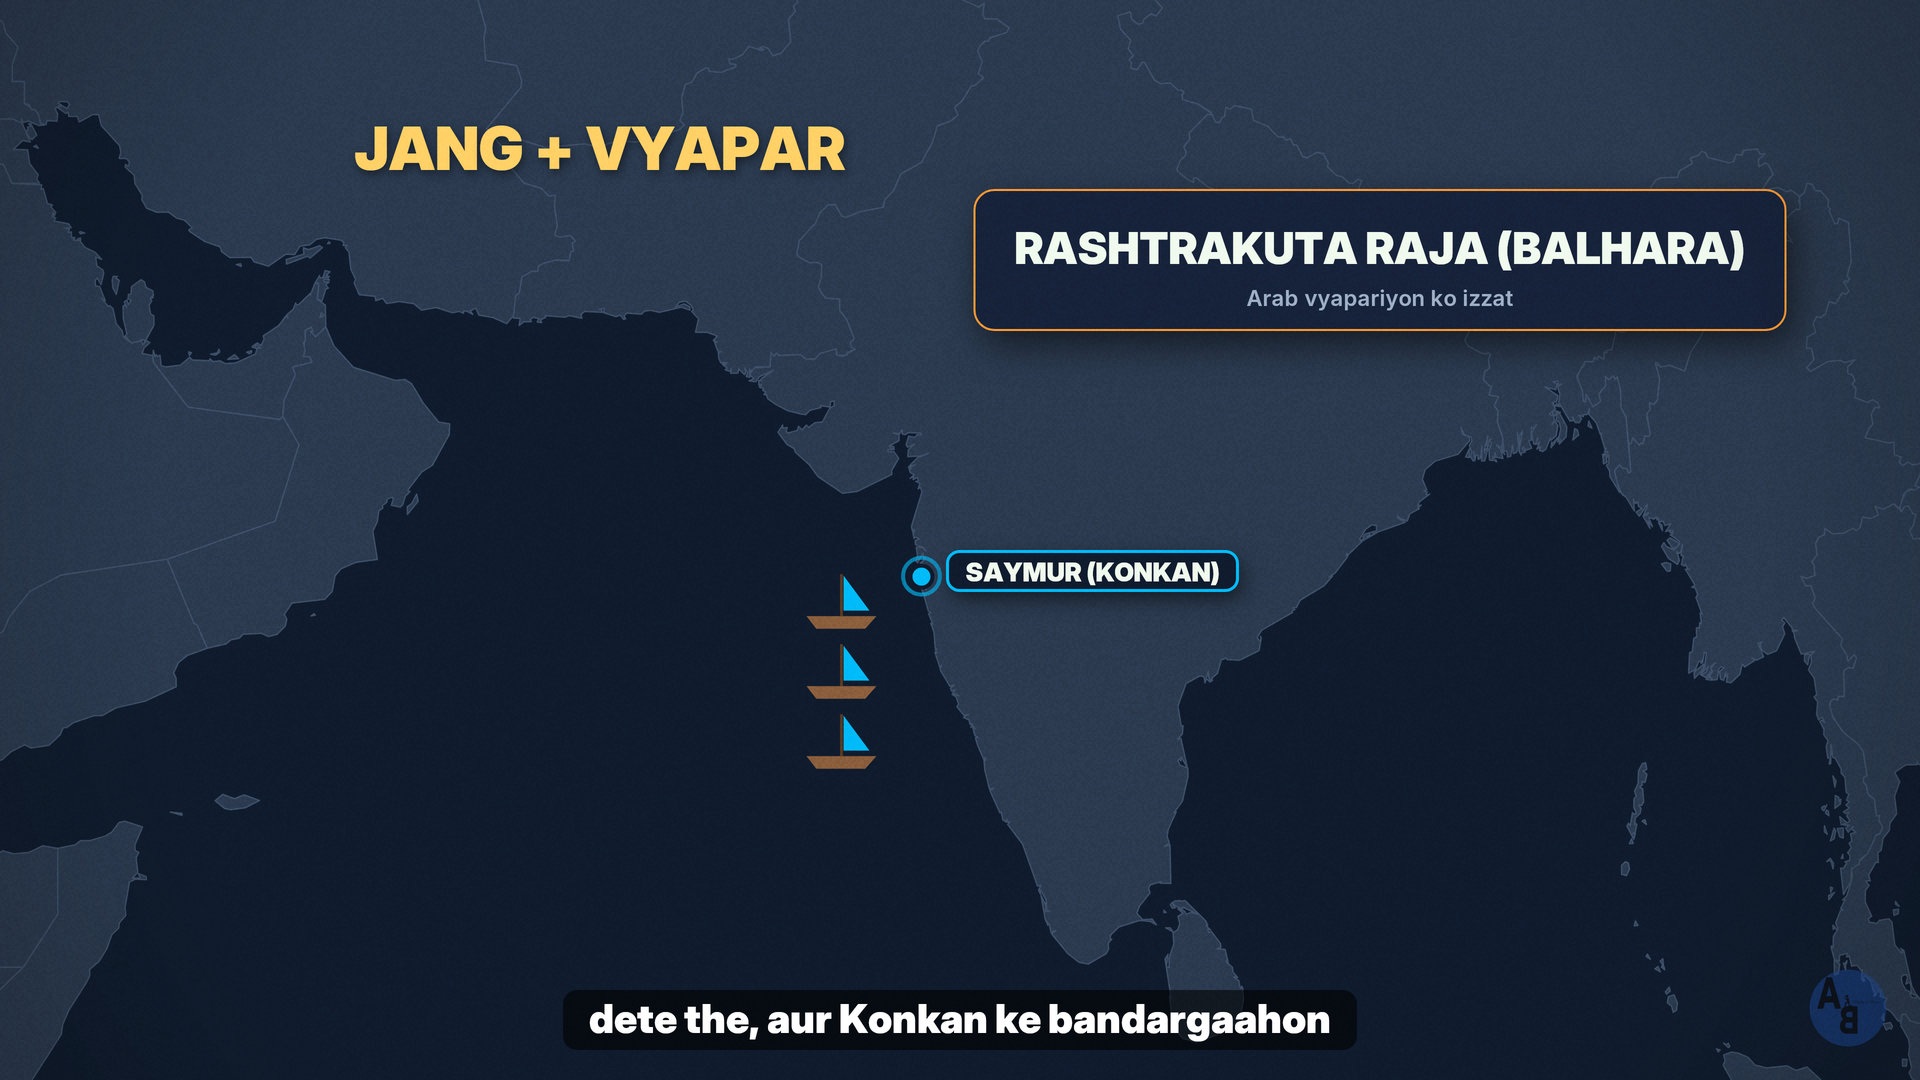 JANG + VYAPAR
RASHTRAKUTA RAJA (BALHARA)
Arab vyapariyon ko izzat
SAYMUR (KONKAN)
dete the, aur Konkan ke bandargaahon
A
B